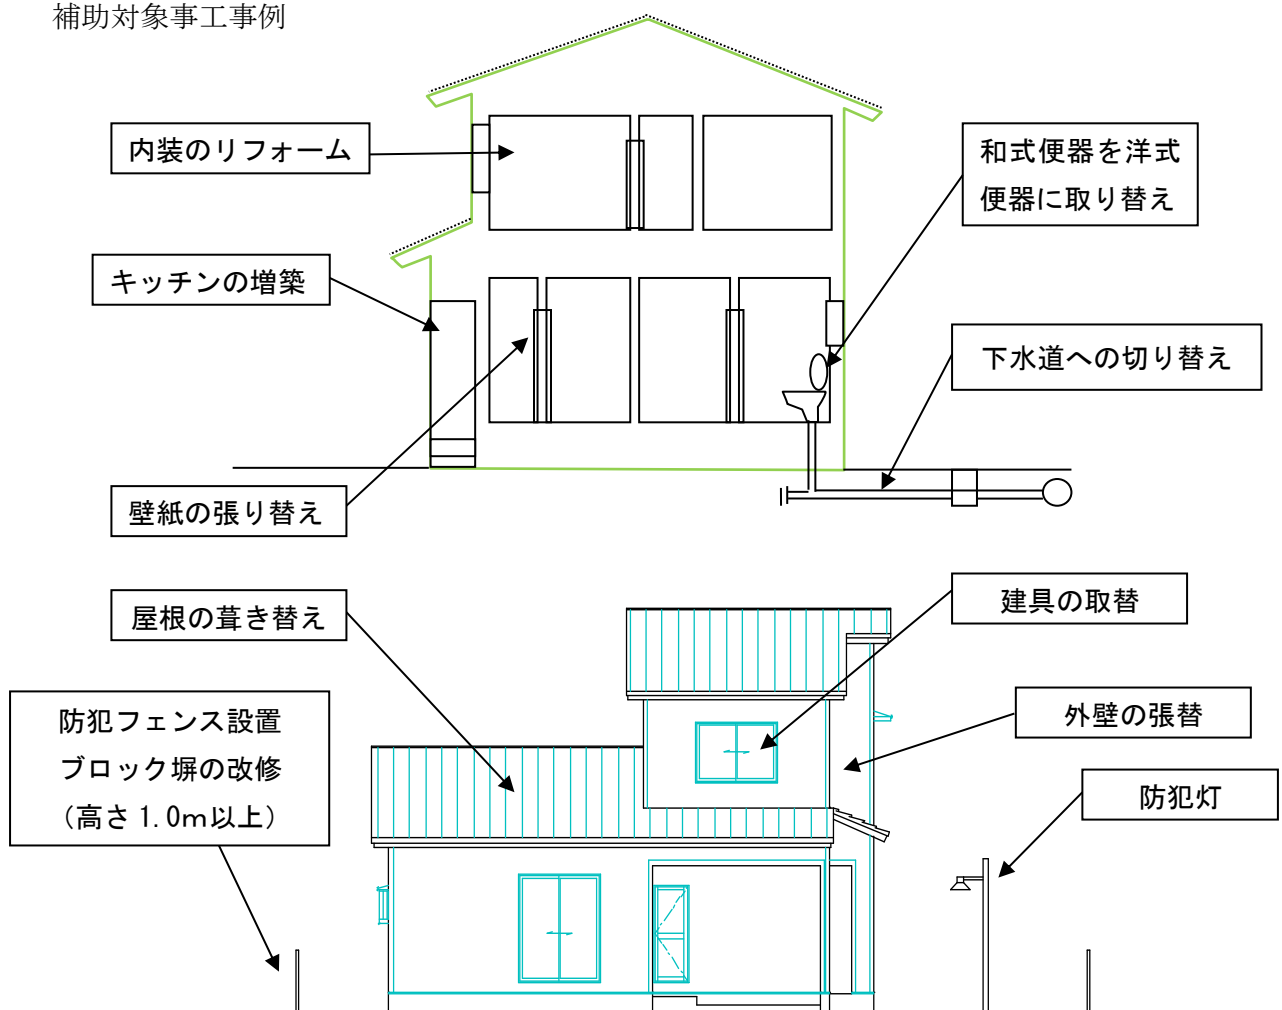 補助対象事工事例
内装のリフォーム
和式便器を洋式
便器に取り替え
キッチンの増築
下水道への切り替え
壁紙の張り替え
屋根の葺き替え
建具の取替
防犯フェンス設置
ブロック塀の改修
（高さ 1.0m以上）
外壁の張替
防犯灯